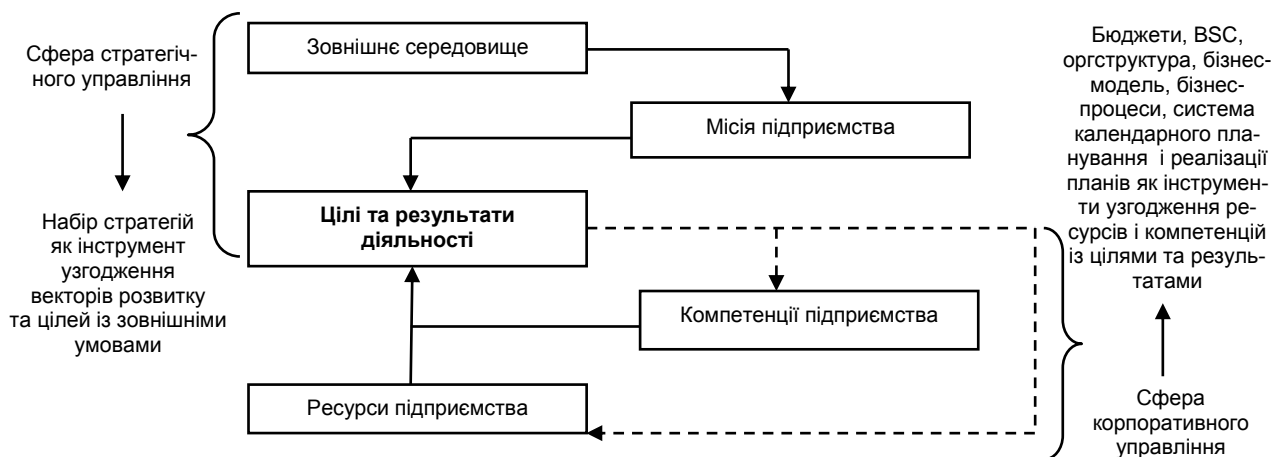 Сфера стратегіч-
ного управління
Набір стратегій
як інструмент
узгодження
векторів розвитку
та цілей із зовнішніми
умовами
Зовнішнє середовище
Місія підприємства
Цілі та результати
діяльності
Компетенції підприємства
Ресурси підприємства
Бюджети, BSC,
оргструктура, бізнес-
модель, бізнес-
процеси, система
календарного пла-
нування і реалізації
планів як інструмен-
ти узгодження ре-
сурсів і компетенцій
із цілями та резуль-
татами
Сфера
корпоративного
управління